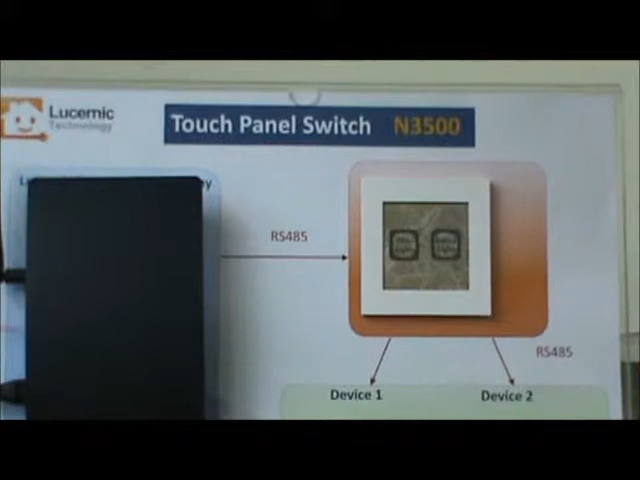 Lucemic
Technology
Touch Panel Switch N3500
RS485
RS485
Device 1
Device 2